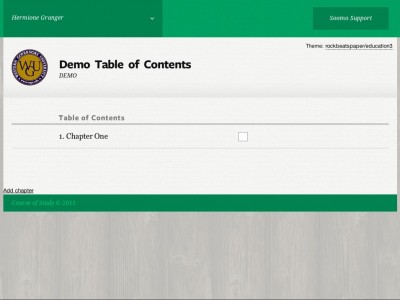 Hermione Granger
Soomo Support
Theme: rockbeatspaper/education3
WGU
Demo Table of Contents
DEMO
Table of Contents
1. Chapter One
Add chapter
Course of Study © 2013